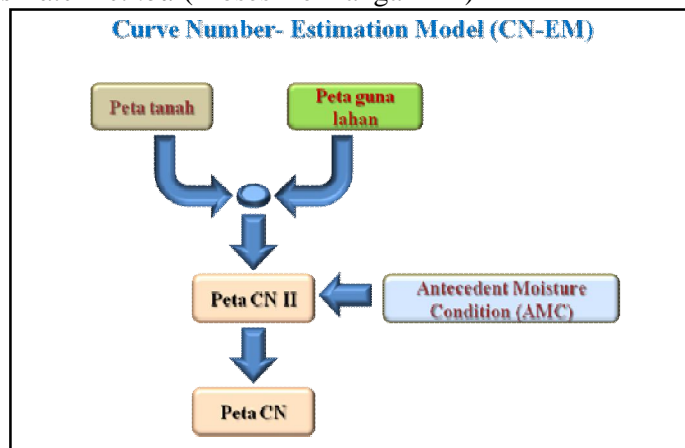 Curve Number- Estimation Model (CN-EM)
Peta tanah
Peta guna
lahan
Peta CN II
Antecedent Moisture
Condition (AMC)
Peta CN